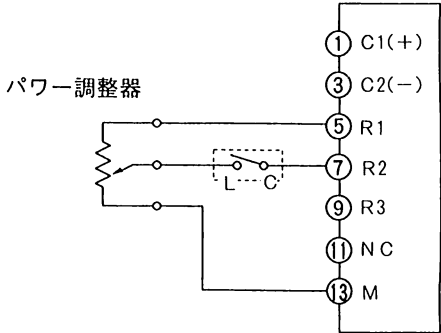 ① C1(+)
③ C2(−)
パワー調整器
⑤ R1
⑦ R2
L C
⑨ R3
⑪ NC
⑬ M